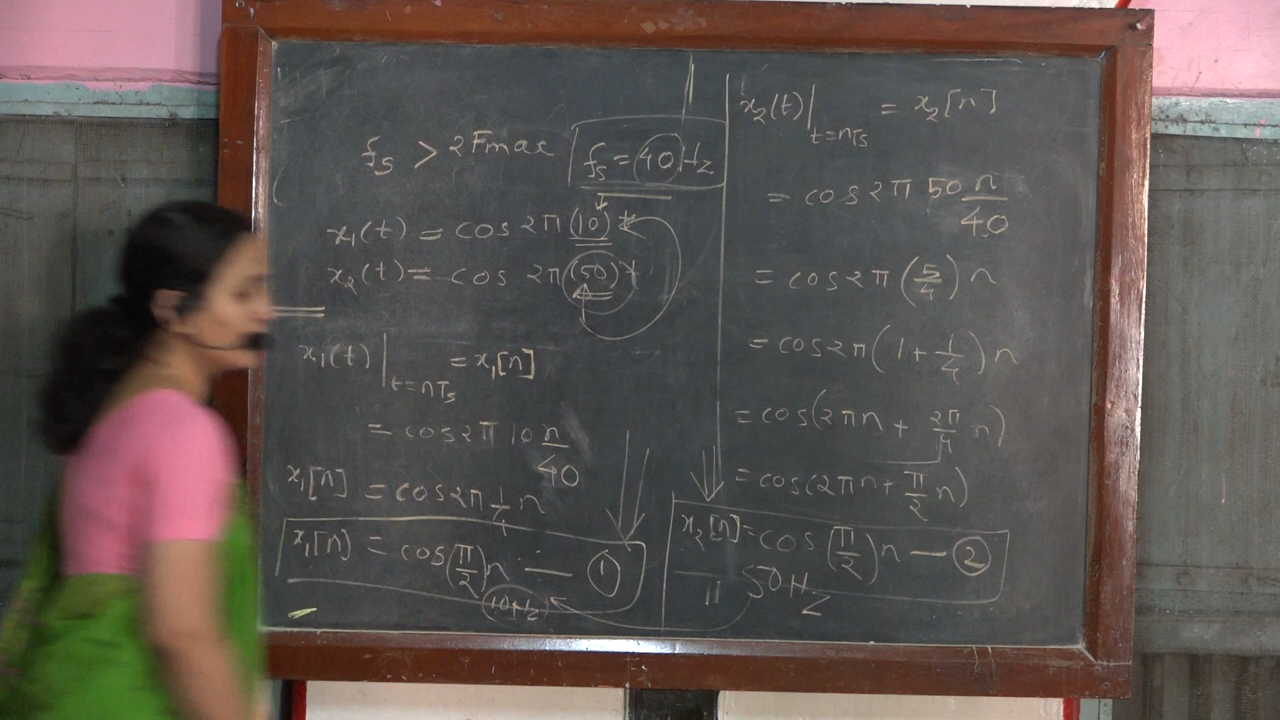 fs > 2Fmax fs = 40 Hz
x₁(t) = cos 2π (10) t
x₂(t) = cos 2π (50) t
x₁(t) | t=nTs = x₁[n]
= cos 2π 10 n/40
x₁[n] = cos 2π 1/4 n
x₁[n] = cos (π/2) n — ①
10Hz
x₂(t) | t=nTs = x₂[n]
= cos 2π 50 n/40
= cos 2π (5/4) n
= cos 2π (1 + 1/4) n
= cos (2πn + 2π/4 n)
= cos (2πn + π/2 n)
x₂[n] = cos (π/2) n — ②
50Hz